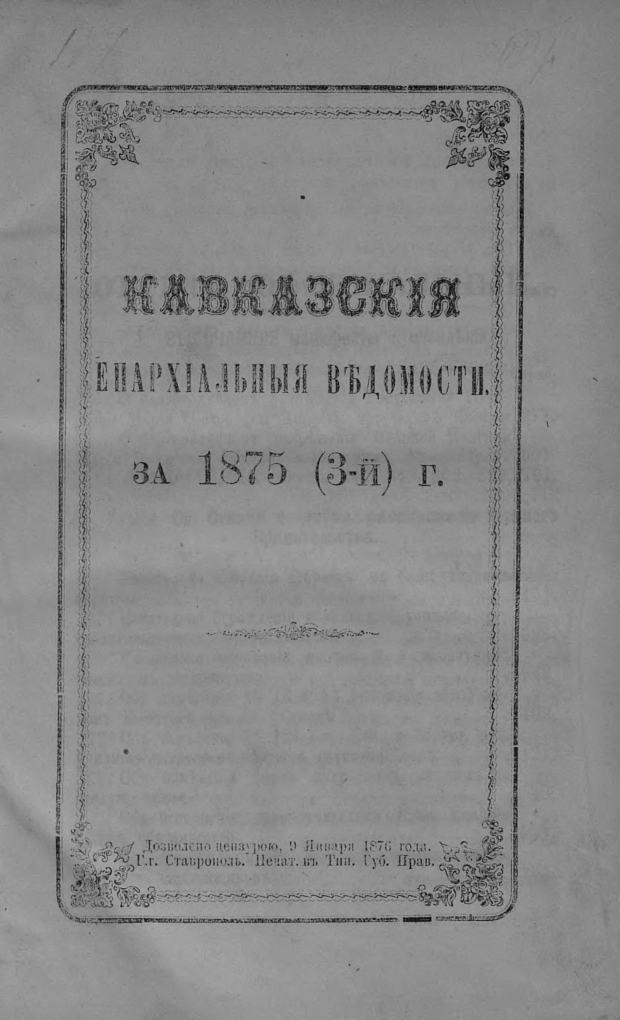 КАВКАЗСКІЯ
ЕПАРХІАЛЬНЫЯ ВѢДОМОСТИ.
ЗА 1875 (3-й) г.
Дозволено цензурою, 9 Января 1876 года.
Г.г. Ставрополь. Печат. въ Тип. Губ. Прав.